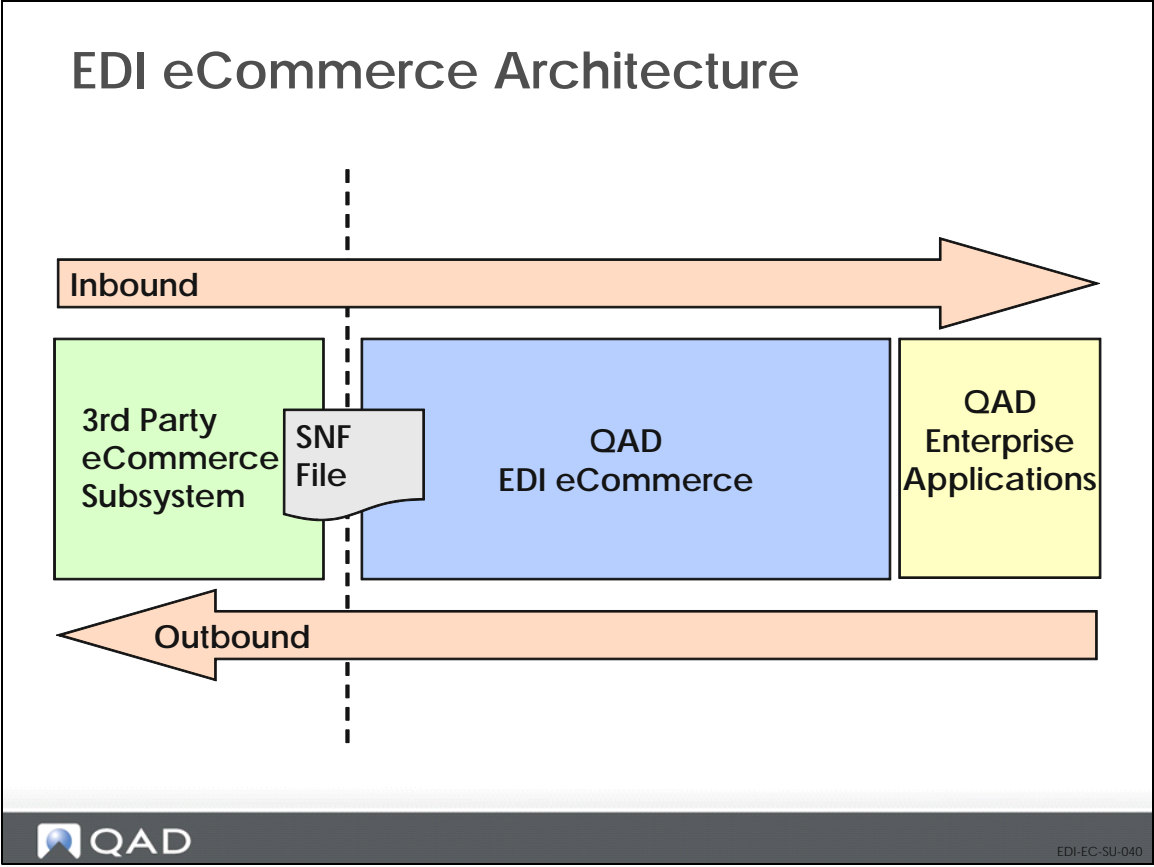 EDI eCommerce Architecture
Inbound
3rd Party
eCommerce
Subsystem
SNF
File
QAD
EDI eCommerce
QAD
Enterprise
Applications
Outbound
QAD
EDI-EC-SU-040